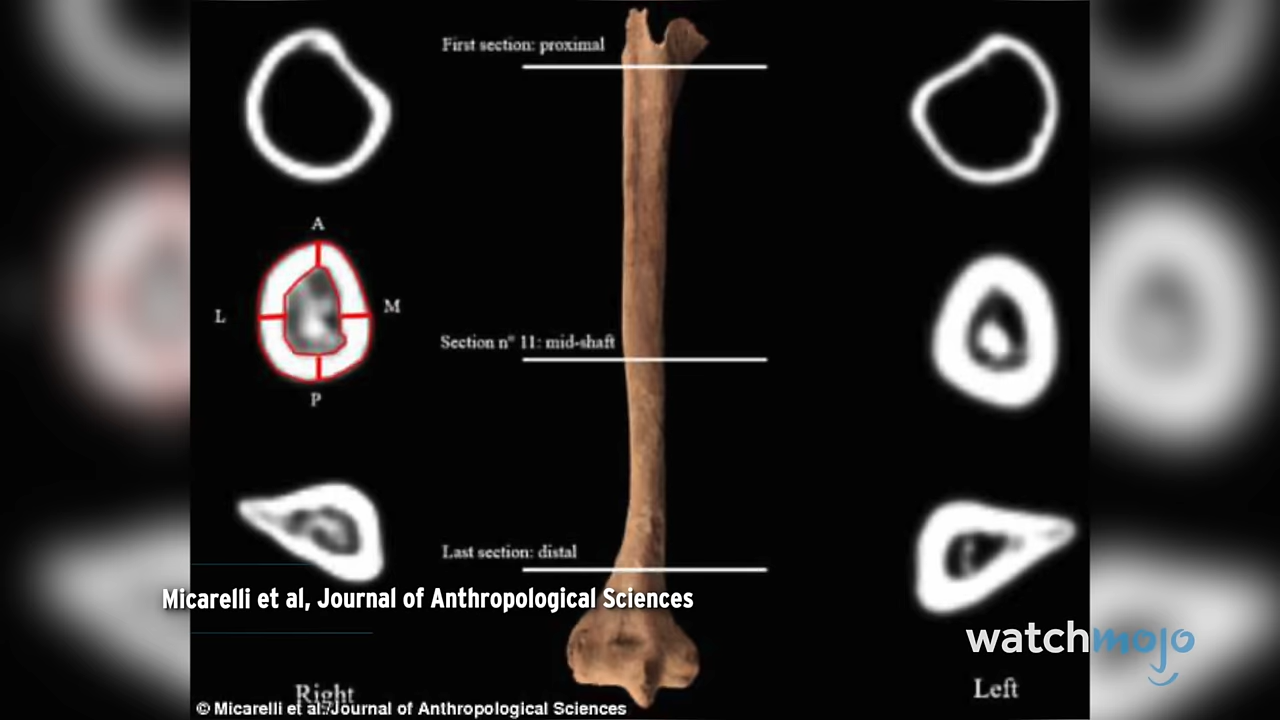 First section: proximal
A
L
M
Section n° 11: mid-shaft
P
Last section: distal
Micarelli et al, Journal of Anthropological Sciences
watchmojo
Right
Left
© Micarelli et al./Journal of Anthropological Sciences